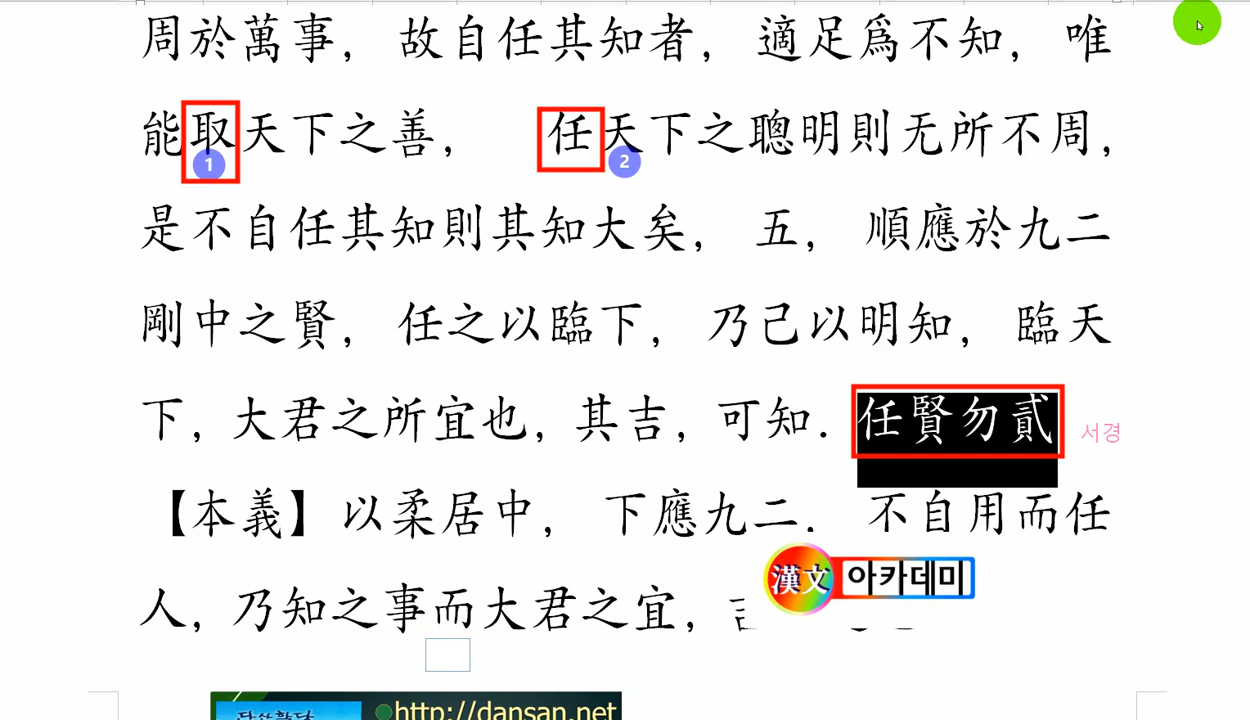 周於萬事, 故自任其知者, 適足爲不知, 唯
能取天下之善, 任天下之聰明則无所不周,
1 2
是不自任其知則其知大矣, 五, 順應於九二
剛中之賢, 任之以臨下, 乃己以明知, 臨天
下, 大君之所宜也, 其吉, 可知. 任賢勿貳 서경
【本義】以柔居中, 下應九二. 不自用而任
漢文 아카데미
人, 乃知之事而大君之宜,
http://dansan.net